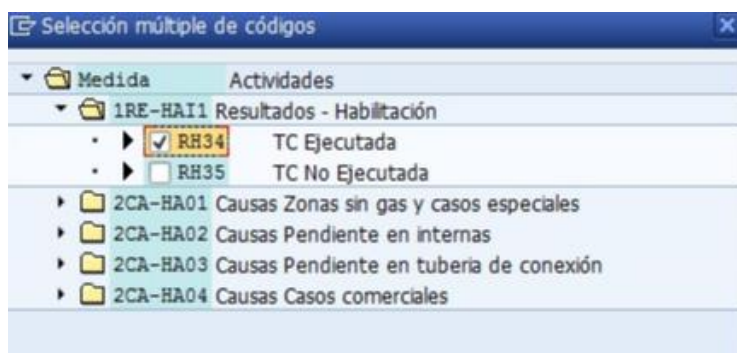 Selección múltiple de códigos
Medida Actividades
1RE-HAI1 Resultados - Habilitación
RH34 TC Ejecutada
RH35 TC No Ejecutada
2CA-HA01 Causas Zonas sin gas y casos especiales
2CA-HA02 Causas Pendiente en internas
2CA-HA03 Causas Pendiente en tuberia de conexión
2CA-HA04 Causas Casos comerciales